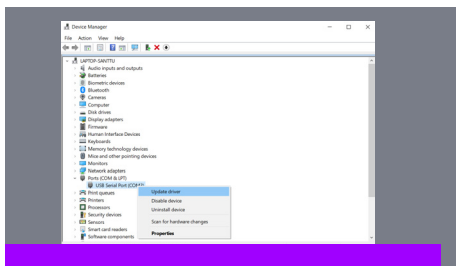 Device Manager
File Action View Help
LAPTOP-SANTTU
Audio inputs and outputs
Batteries
Biometric devices
Bluetooth
Cameras
Computer
Disk drives
Display adapters
Firmware
Human Interface Devices
Keyboards
Memory technology devices
Mice and other pointing devices
Monitors
Network adapters
Ports (COM & LPT)
USB Serial Port
Update driver
Print queues
Disable device
Printers
Processors
Uninstall device
Security devices
Sensors
Scan for hardware changes
Smart card readers
Properties
Software components